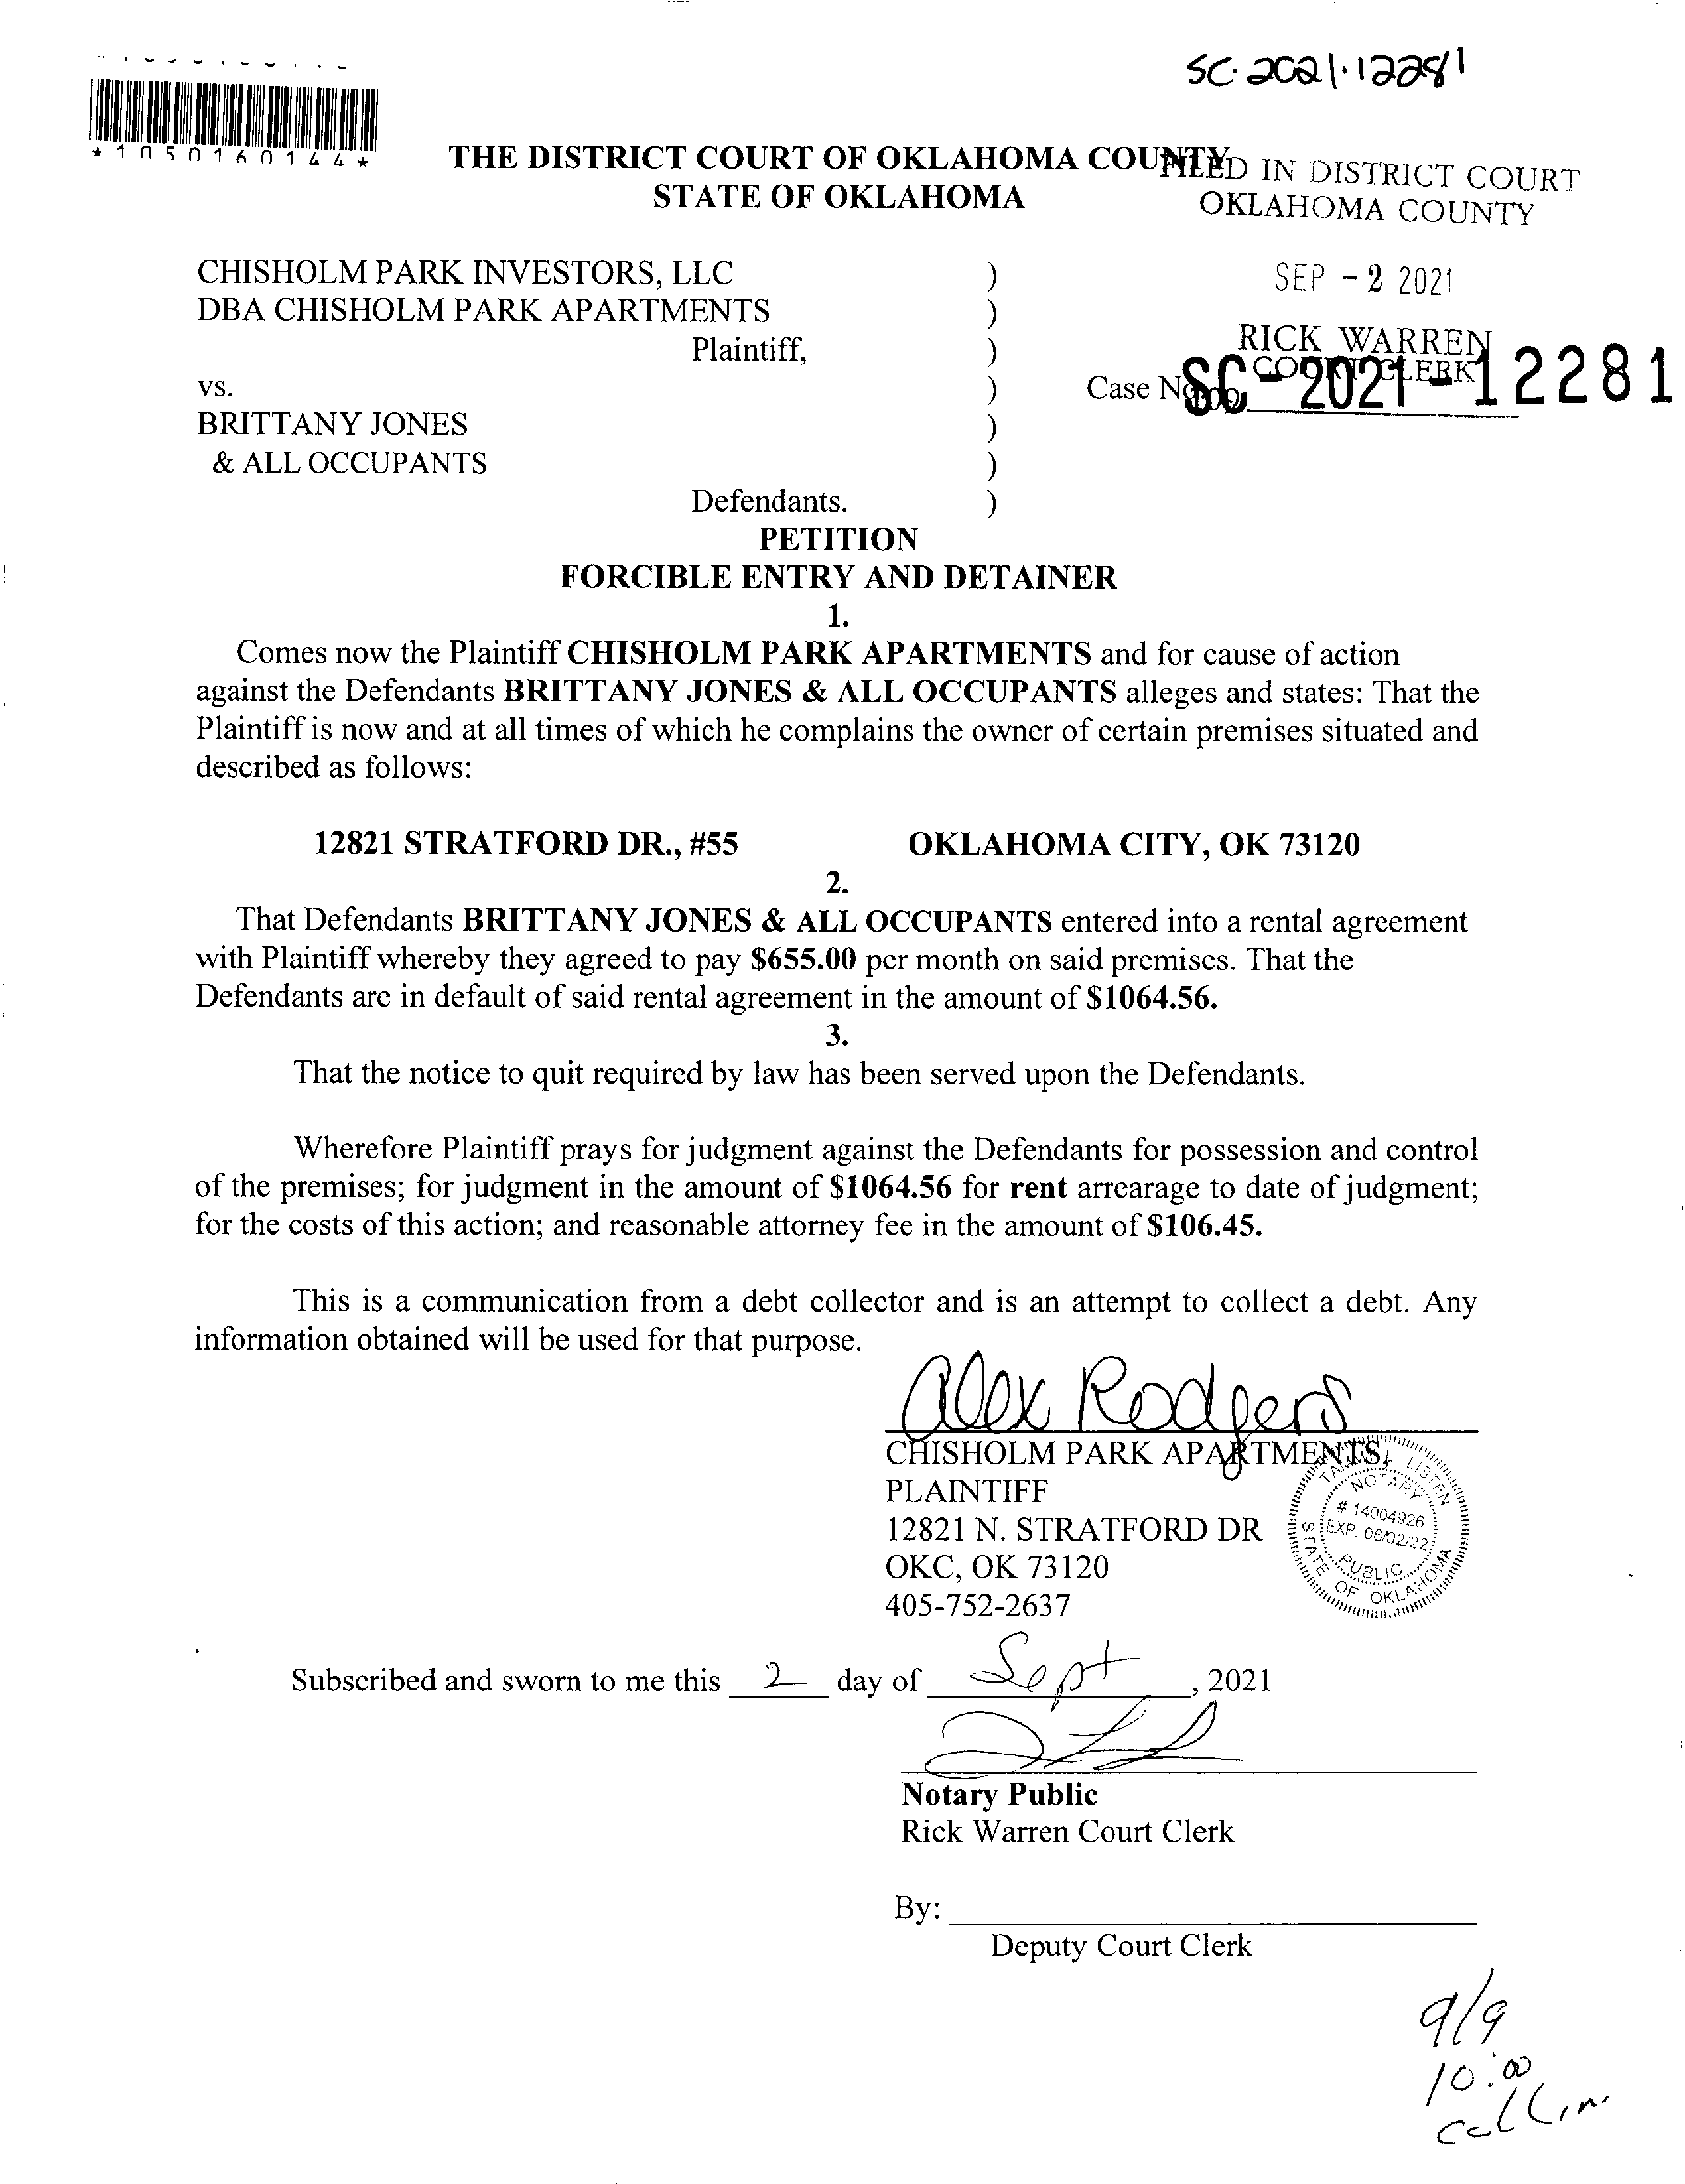 SC-2021-12281
*1050160144*
THE DISTRICT COURT OF OKLAHOMA COUNTY
STATE OF OKLAHOMA
FILED IN DISTRICT COURT
OKLAHOMA COUNTY
SEP - 2 2021
RICK WARREN
COURT CLERK
CHISHOLM PARK INVESTORS, LLC )
DBA CHISHOLM PARK APARTMENTS )
Plaintiff, )
vs. ) Case No. SC-2021-12281
BRITTANY JONES )
& ALL OCCUPANTS )
Defendants. )
PETITION
FORCIBLE ENTRY AND DETAINER
1.
Comes now the Plaintiff CHISHOLM PARK APARTMENTS and for cause of action
against the Defendants BRITTANY JONES & ALL OCCUPANTS alleges and states: That the
Plaintiff is now and at all times of which he complains the owner of certain premises situated and
described as follows:
12821 STRATFORD DR., #55 OKLAHOMA CITY, OK 73120
2.
That Defendants BRITTANY JONES & ALL OCCUPANTS entered into a rental agreement
with Plaintiff whereby they agreed to pay $655.00 per month on said premises. That the
Defendants are in default of said rental agreement in the amount of $1064.56.
3.
That the notice to quit required by law has been served upon the Defendants.
Wherefore Plaintiff prays for judgment against the Defendants for possession and control
of the premises; for judgment in the amount of $1064.56 for rent arrearage to date of judgment;
for the costs of this action; and reasonable attorney fee in the amount of $106.45.
This is a communication from a debt collector and is an attempt to collect a debt. Any
information obtained will be used for that purpose.
Alex Rodgers
CHISHOLM PARK APARTMENTS,
PLAINTIFF
12821 N. STRATFORD DR
OKC, OK 73120
405-752-2637
NOTARY
# 14004926
EXP. 06/02/22
PUBLIC
STATE OF OKLAHOMA
Subscribed and sworn to me this 2 day of Sept, 2021
Notary Public
Rick Warren Court Clerk
By:
Deputy Court Clerk
9/9
10:00